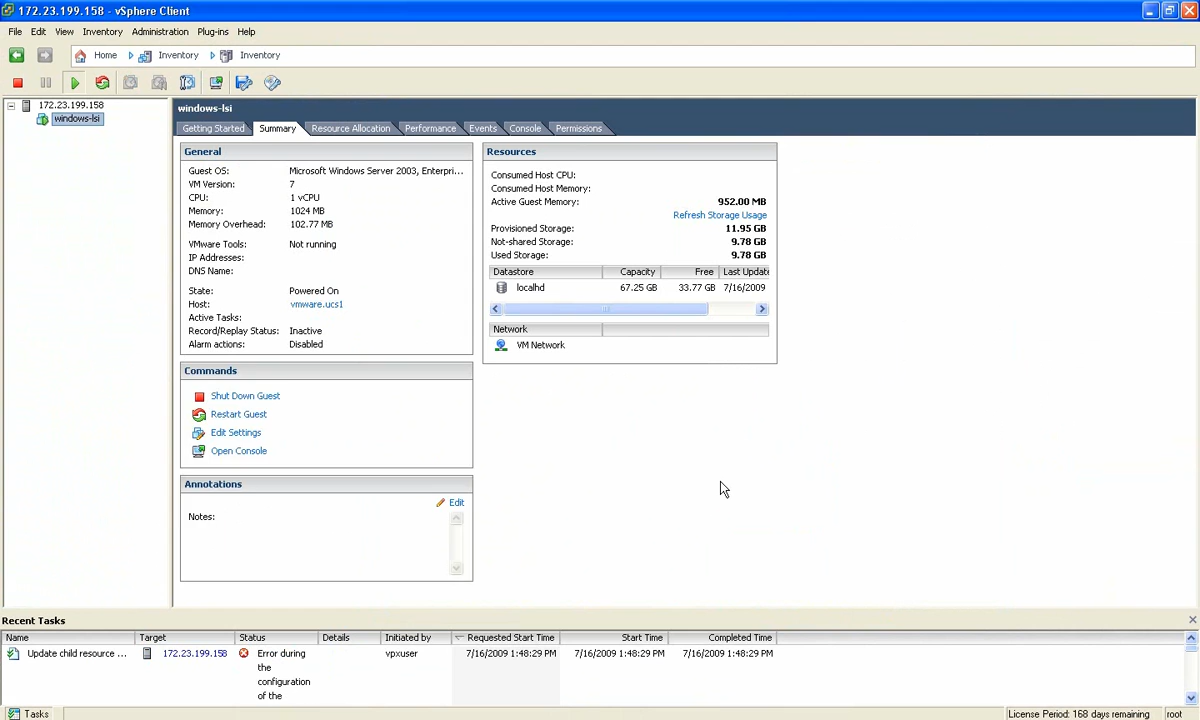 172.23.199.158 - vSphere Client
File Edit View Inventory Administration Plug-ins Help
Home Inventory Inventory
172.23.199.158
windows-lsi
windows-lsi
Getting Started Summary Resource Allocation Performance Events Console Permissions
General
Guest OS: Microsoft Windows Server 2003, Enterpri...
VM Version: 7
CPU: 1 vCPU
Memory: 1024 MB
Memory Overhead: 102.77 MB
VMware Tools: Not running
IP Addresses:
DNS Name:
State: Powered On
Host: vmware.ucs1
Active Tasks:
Record/Replay Status: Inactive
Alarm actions: Disabled
Commands
Shut Down Guest
Restart Guest
Edit Settings
Open Console
Annotations
Edit
Notes:
Resources
Consumed Host CPU:
Consumed Host Memory:
Active Guest Memory: 952.00 MB
Refresh Storage Usage
Provisioned Storage: 11.95 GB
Not-shared Storage: 9.78 GB
Used Storage: 9.78 GB
Datastore Capacity Free Last Update
localhd 67.25 GB 33.77 GB 7/16/2009
Network
VM Network
Recent Tasks
Name Target Status Details Initiated by Requested Start Time Start Time Completed Time
Update child resource ... 172.23.199.158 Error during vpxuser 7/16/2009 1:48:29 PM 7/16/2009 1:48:29 PM 7/16/2009 1:48:29 PM
the
configuration
of the
Tasks License Period: 168 days remaining root